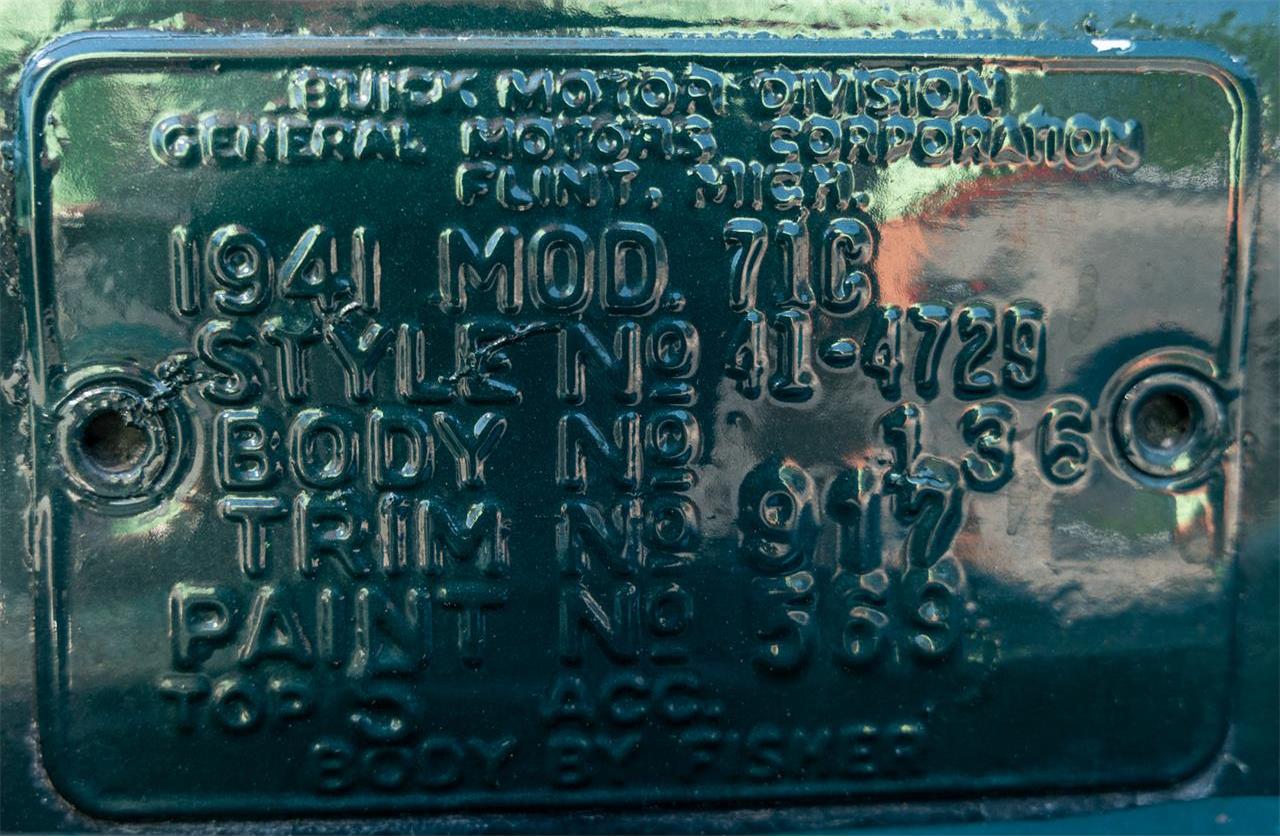 BUICK MOTOR DIVISION
GENERAL MOTORS CORPORATION
FLINT, MICH.
1941 MOD. 71C
STYLE Nº 41-4729
BODY Nº 136
TRIM Nº 917
PAINT Nº 569
TOP 5 ACC.
BODY BY FISHER